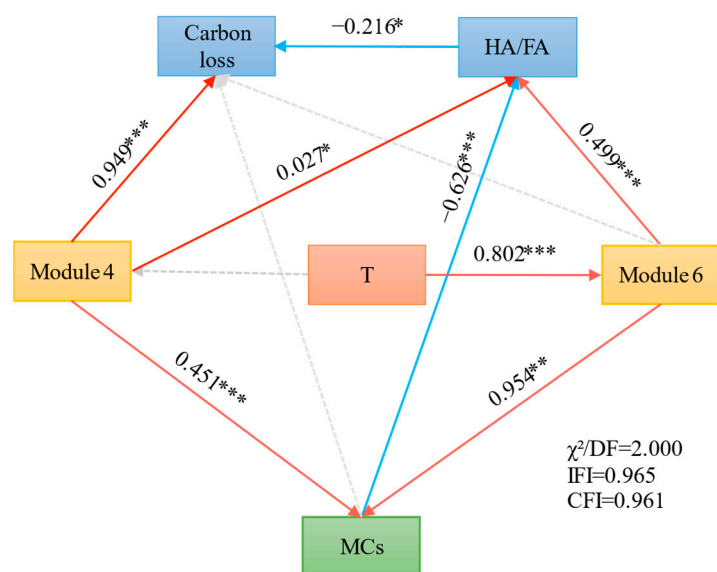 Carbon
loss
−0.216*
HA/FA
0.949***
0.027*
−0.626***
0.499***
Module 4
T
0.802***
Module 6
0.451***
0.954**
χ²/DF=2.000
IFI=0.965
CFI=0.961
MCs